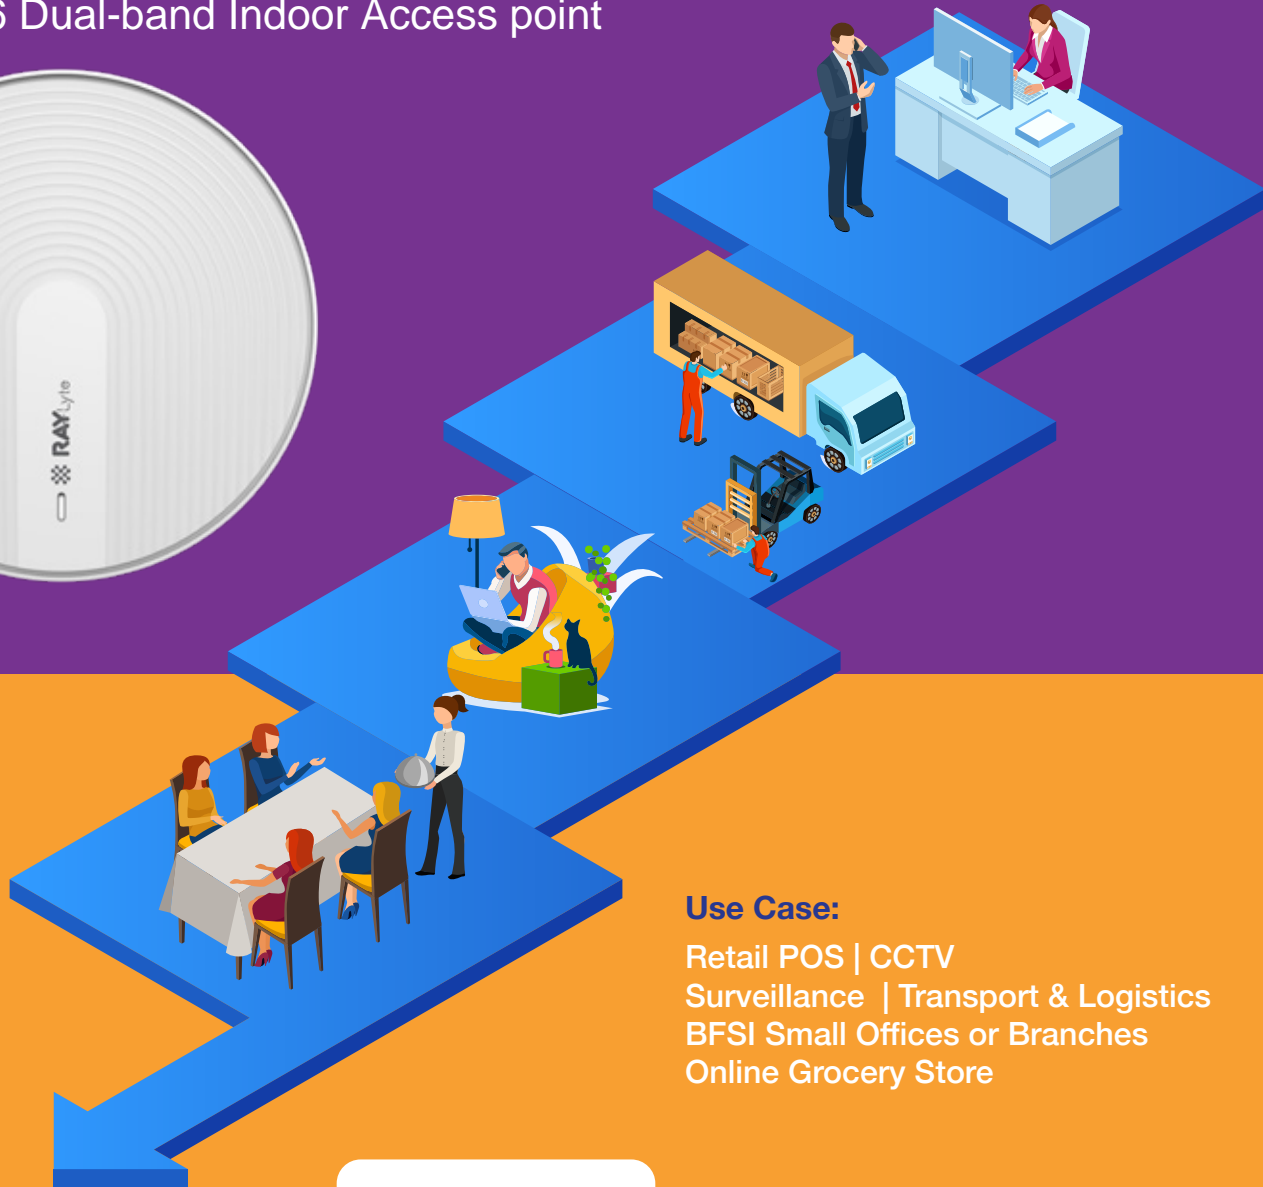 6 Dual-band Indoor Access point
RAYLyte
Use Case:
Retail POS | CCTV
Surveillance | Transport & Logistics
BFSI Small Offices or Branches
Online Grocery Store